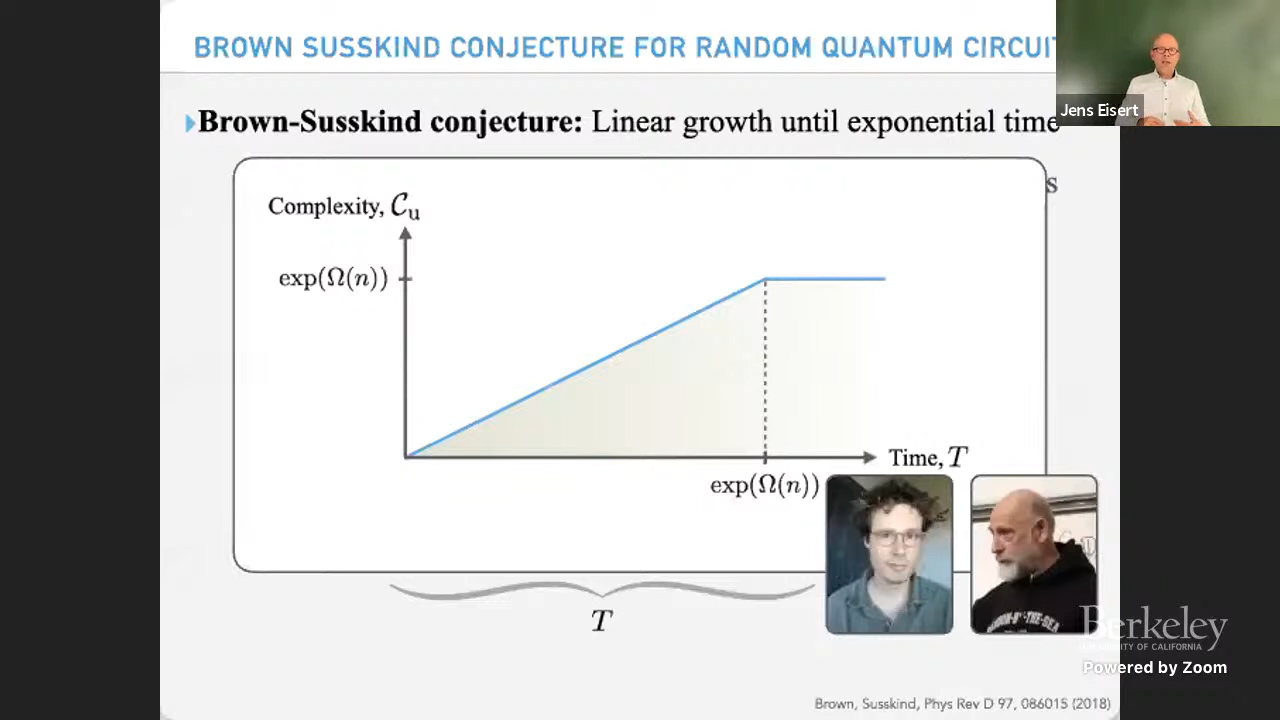 BROWN SUSSKIND CONJECTURE FOR RANDOM QUANTUM CIRCUIT
Jens Eisert
Brown-Susskind conjecture: Linear growth until exponential time
s
Complexity, 𝒞ᵤ
exp(Ω(n))
Time, T
exp(Ω(n))
T
Berkeley
UNIVERSITY OF CALIFORNIA
Powered by Zoom
Brown, Susskind, Phys Rev D 97, 086015 (2018)